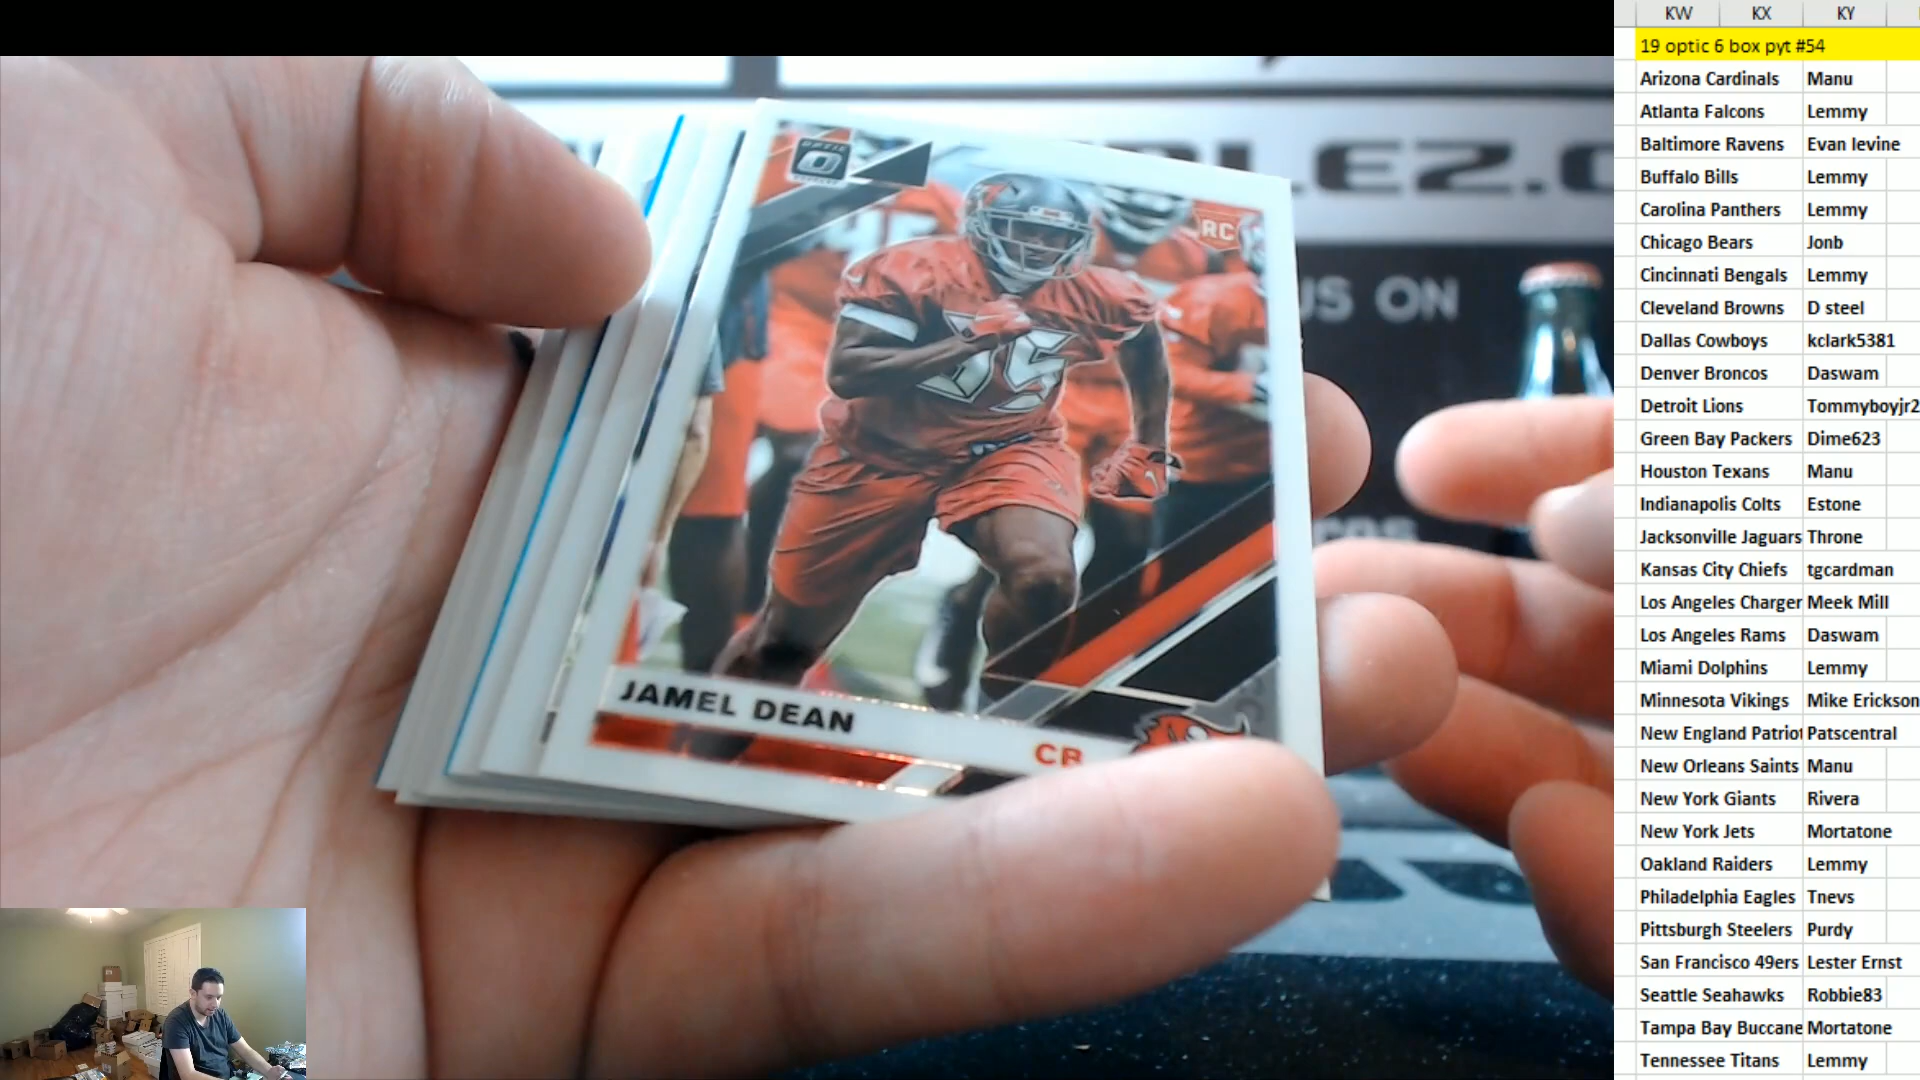 KW KX KY
19 optic 6 box pyt #54
Arizona Cardinals Manu
Atlanta Falcons Lemmy
Baltimore Ravens Evan levine
Buffalo Bills Lemmy
Carolina Panthers Lemmy
Chicago Bears Jonb
Cincinnati Bengals Lemmy
Cleveland Browns D steel
Dallas Cowboys kclark5381
Denver Broncos Daswam
Detroit Lions Tommyboyjr2
Green Bay Packers Dime623
Houston Texans Manu
Indianapolis Colts Estone
Jacksonville Jaguars Throne
Kansas City Chiefs tgcardman
Los Angeles Charger Meek Mill
Los Angeles Rams Daswam
Miami Dolphins Lemmy
Minnesota Vikings Mike Erickson
New England Patriot Patscentral
New Orleans Saints Manu
New York Giants Rivera
New York Jets Mortatone
Oakland Raiders Lemmy
Philadelphia Eagles Tnevs
Pittsburgh Steelers Purdy
San Francisco 49ers Lester Ernst
Seattle Seahawks Robbie83
Tampa Bay Buccane Mortatone
Tennessee Titans Lemmy
OPTIC
RC
LEZ.C
US ON
JAMEL DEAN
CB